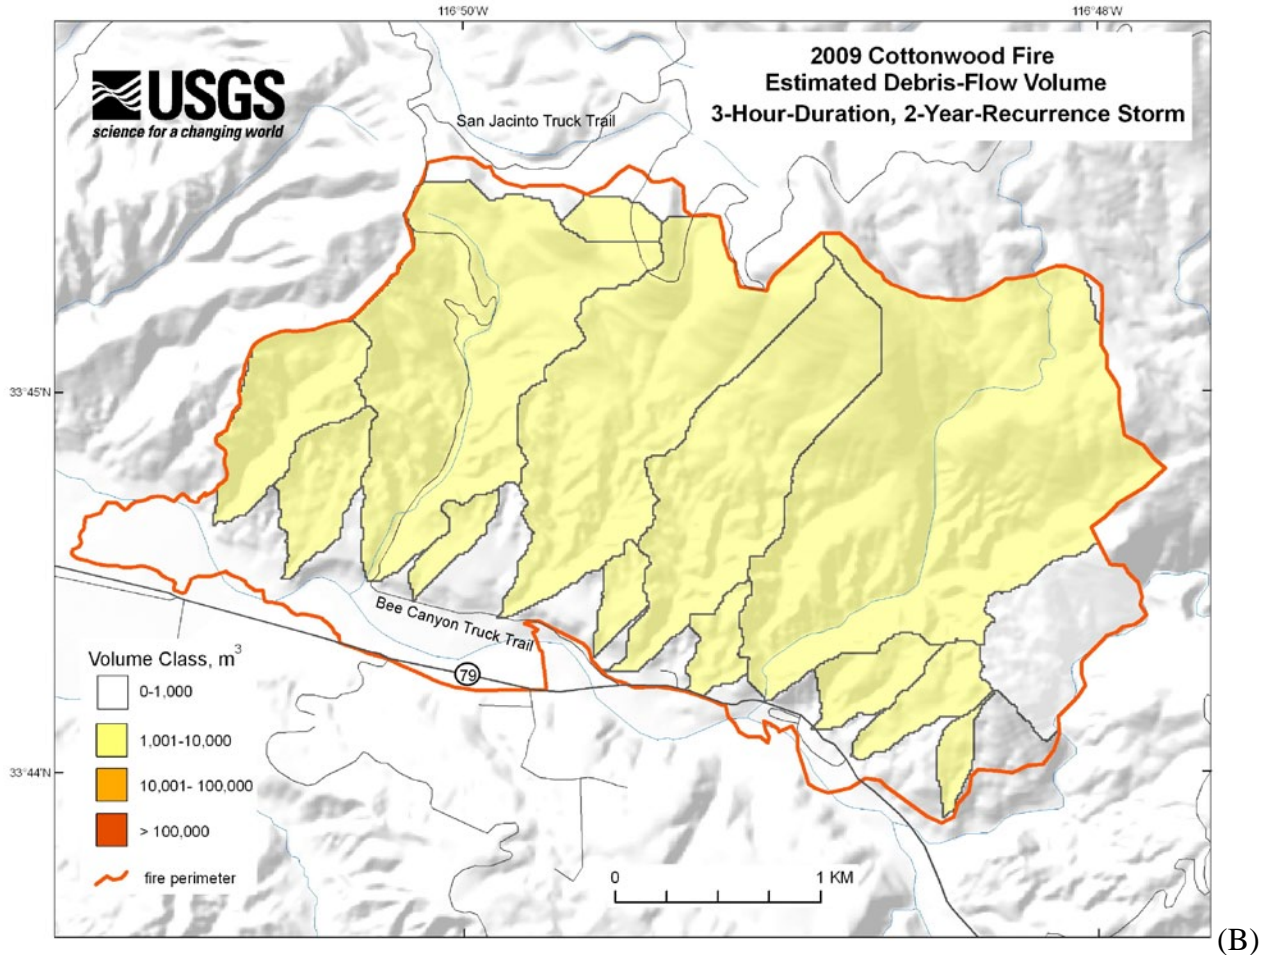 116°50'W
116°48'W
2009 Cottonwood Fire
Estimated Debris-Flow Volume
3-Hour-Duration, 2-Year-Recurrence Storm
USGS
science for a changing world
San Jacinto Truck Trail
33°45'N
Bee Canyon Truck Trail
79
Volume Class, m³
0-1,000
1,001-10,000
10,001- 100,000
> 100,000
fire perimeter
33°44'N
0 1 KM
(B)